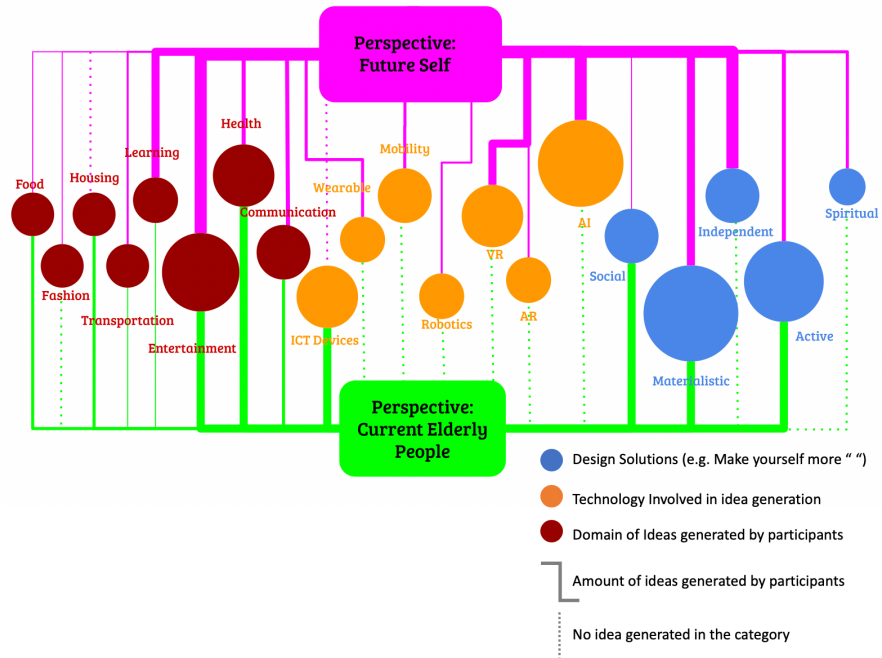 Perspective:
Future Self
Health
Mobility
Learning
Housing
Food
Wearable
Communication
Spiritual
Independent
VR
AI
Social
Fashion
Transportation
AR
Robotics
ICT Devices
Entertainment
Active
Materialistic
Perspective:
Current Elderly
People
Design Solutions (e.g. Make yourself more “ “)
Technology Involved in idea generation
Domain of Ideas generated by participants
Amount of ideas generated by participants
No idea generated in the category